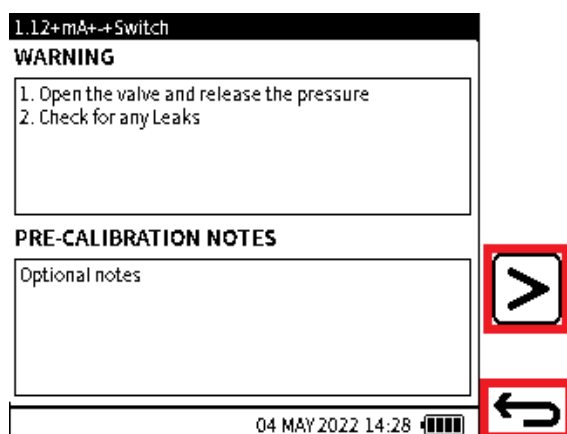 1.12+mA+-+Switch
WARNING
1. Open the valve and release the pressure
2. Check for any Leaks
PRE-CALIBRATION NOTES
Optional notes
04 MAY 2022 14:28